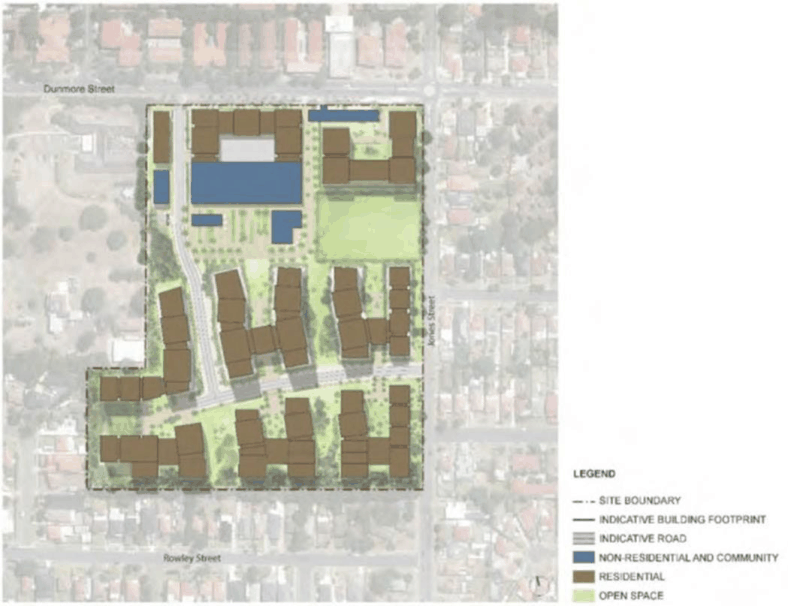 Dunmore Street
Jones Street
Rowley Street
LEGEND
SITE BOUNDARY
INDICATIVE BUILDING FOOTPRINT
INDICATIVE ROAD
NON-RESIDENTIAL AND COMMUNITY
RESIDENTIAL
OPEN SPACE